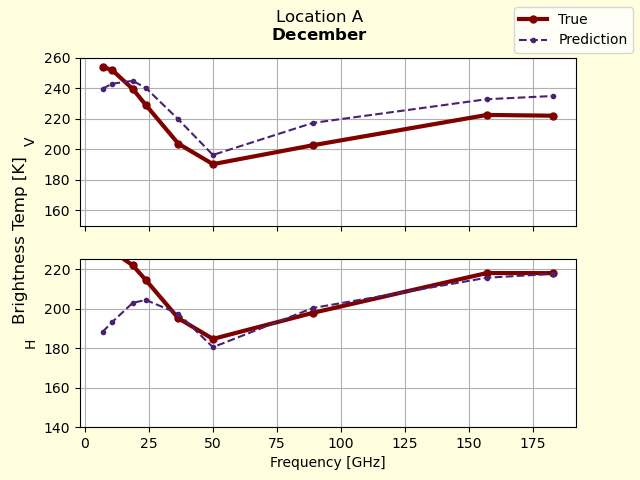 Location A
December
True
Prediction
260
240
220
200
180
160
V
Brightness Temp [K]
220
200
180
160
140
H
0 25 50 75 100 125 150 175
Frequency [GHz]